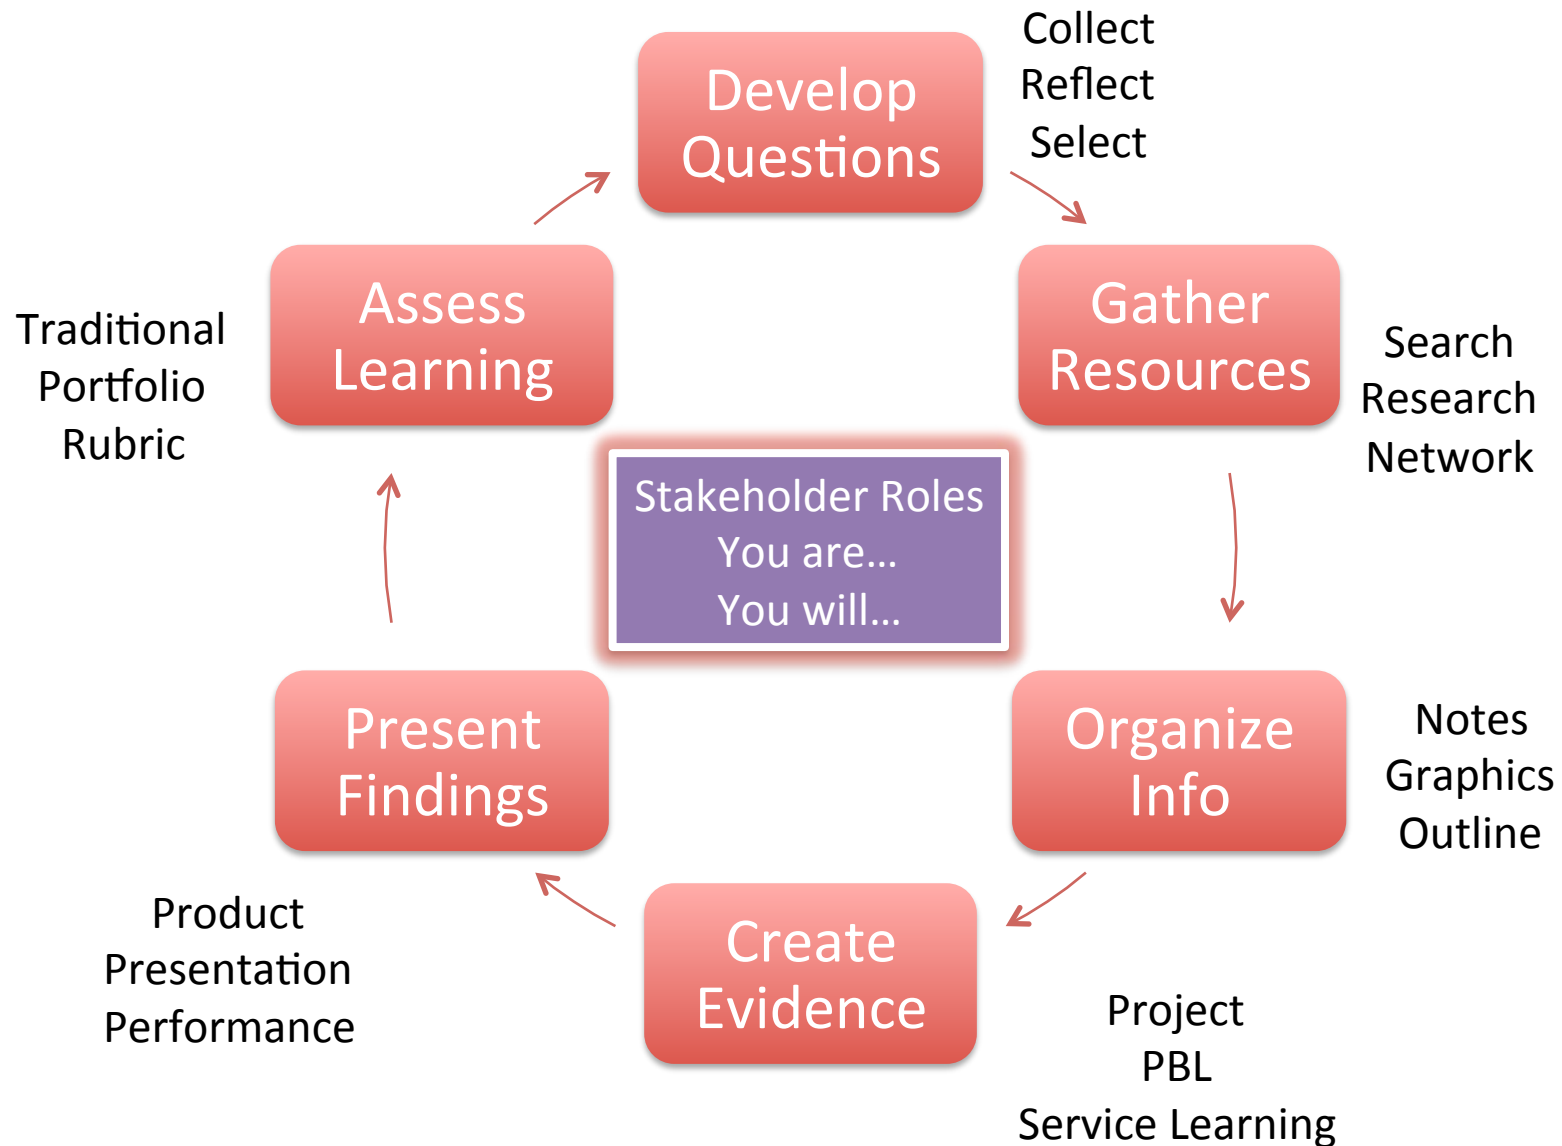 Develop
Questions
Collect
Reflect
Select
Gather
Resources
Search
Research
Network
Organize
Info
Notes
Graphics
Outline
Create
Evidence
Project
PBL
Service Learning
Present
Findings
Product
Presentation
Performance
Assess
Learning
Traditional
Portfolio
Rubric
Stakeholder Roles
You are…
You will…